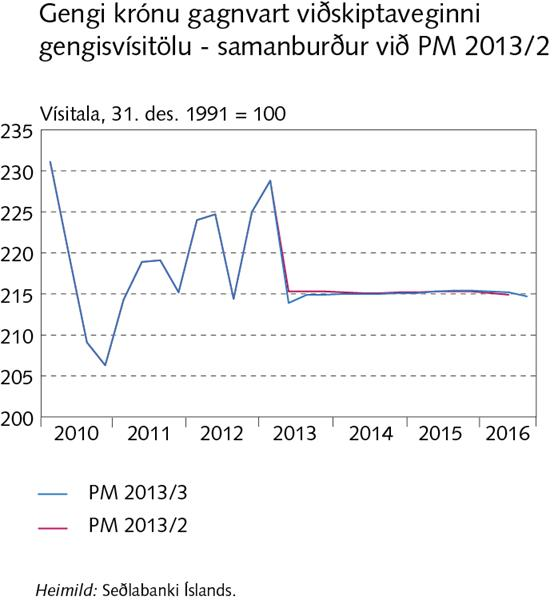 Gengi krónu gagnvart viðskiptaveginni
gengisvísitölu - samanburður við PM 2013/2
Vísitala, 31. des. 1991 = 100
235
230
225
220
215
210
205
200
2010 2011 2012 2013 2014 2015 2016
PM 2013/3
PM 2013/2
Heimild: Seðlabanki Íslands.